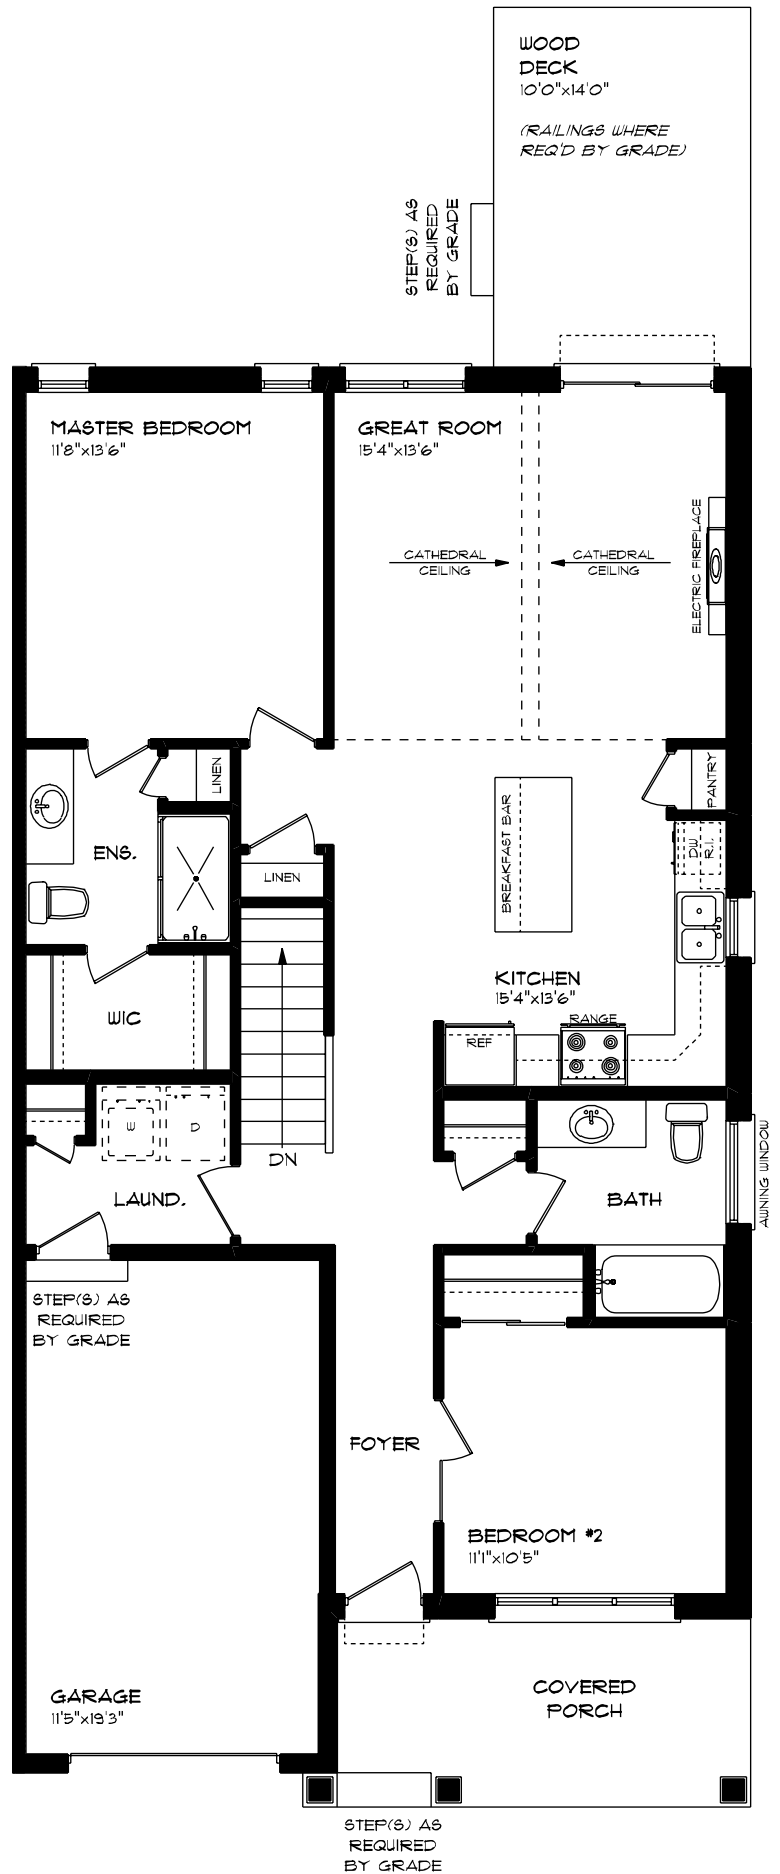 WOOD
DECK
10'0"x14'0"
(RAILINGS WHERE
REQ'D BY GRADE)
STEP(S) AS
REQUIRED
BY GRADE
MASTER BEDROOM
11'8"x13'6"
GREAT ROOM
15'4"x13'6"
CATHEDRAL
CEILING
CATHEDRAL
CEILING
ELECTRIC FIREPLACE
LINEN
PANTRY
ENS.
BREAKFAST BAR
DW
R.I.
LINEN
KITCHEN
15'4"x13'6"
WIC
REF
RANGE
W
D
DN
LAUND.
BATH
AWNING WINDOW
STEP(S) AS
REQUIRED
BY GRADE
FOYER
BEDROOM #2
11'1"x10'5"
GARAGE
11'5"x19'3"
COVERED
PORCH
STEP(S) AS
REQUIRED
BY GRADE